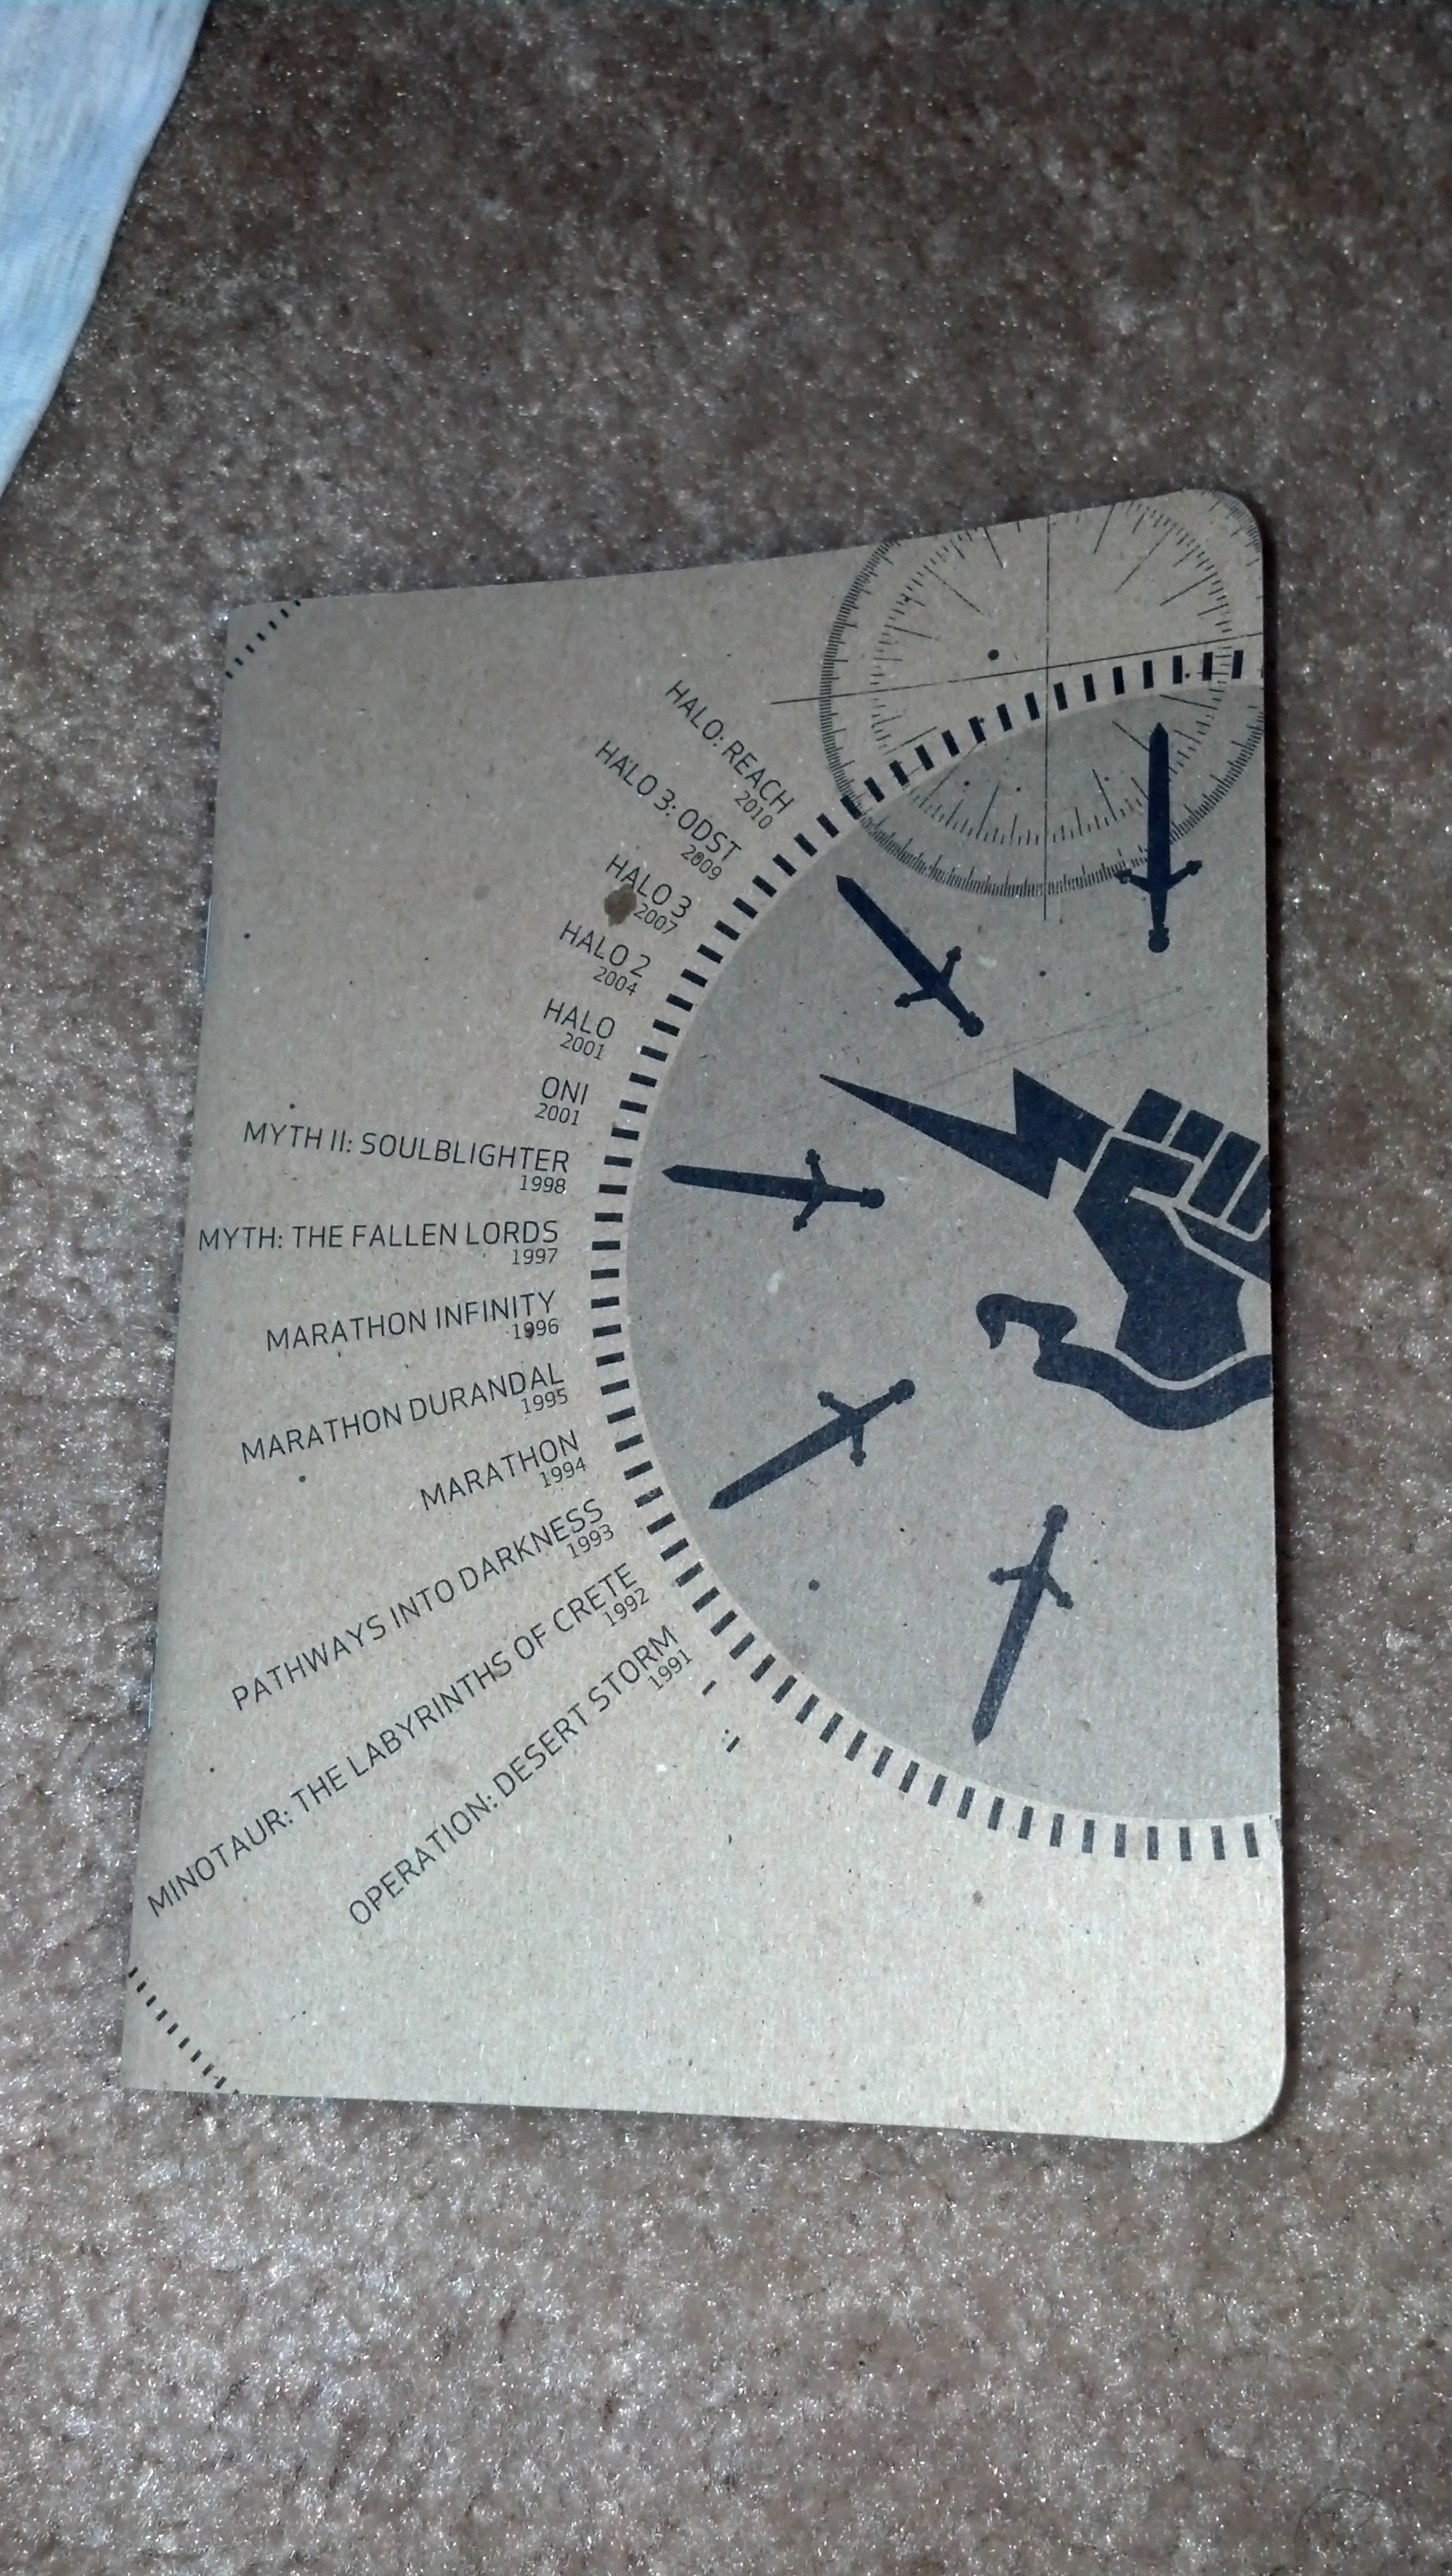 HALO: REACH
2010
HALO 3: ODST
2009
HALO 3
2007
HALO 2
2004
HALO
2001
ONI
2001
MYTH II: SOULBLIGHTER
1998
MYTH: THE FALLEN LORDS
1997
MARATHON INFINITY
1996
MARATHON DURANDAL
1995
MARATHON
1994
PATHWAYS INTO DARKNESS
1993
MINOTAUR: THE LABYRINTHS OF CRETE
1992
OPERATION: DESERT STORM
1991